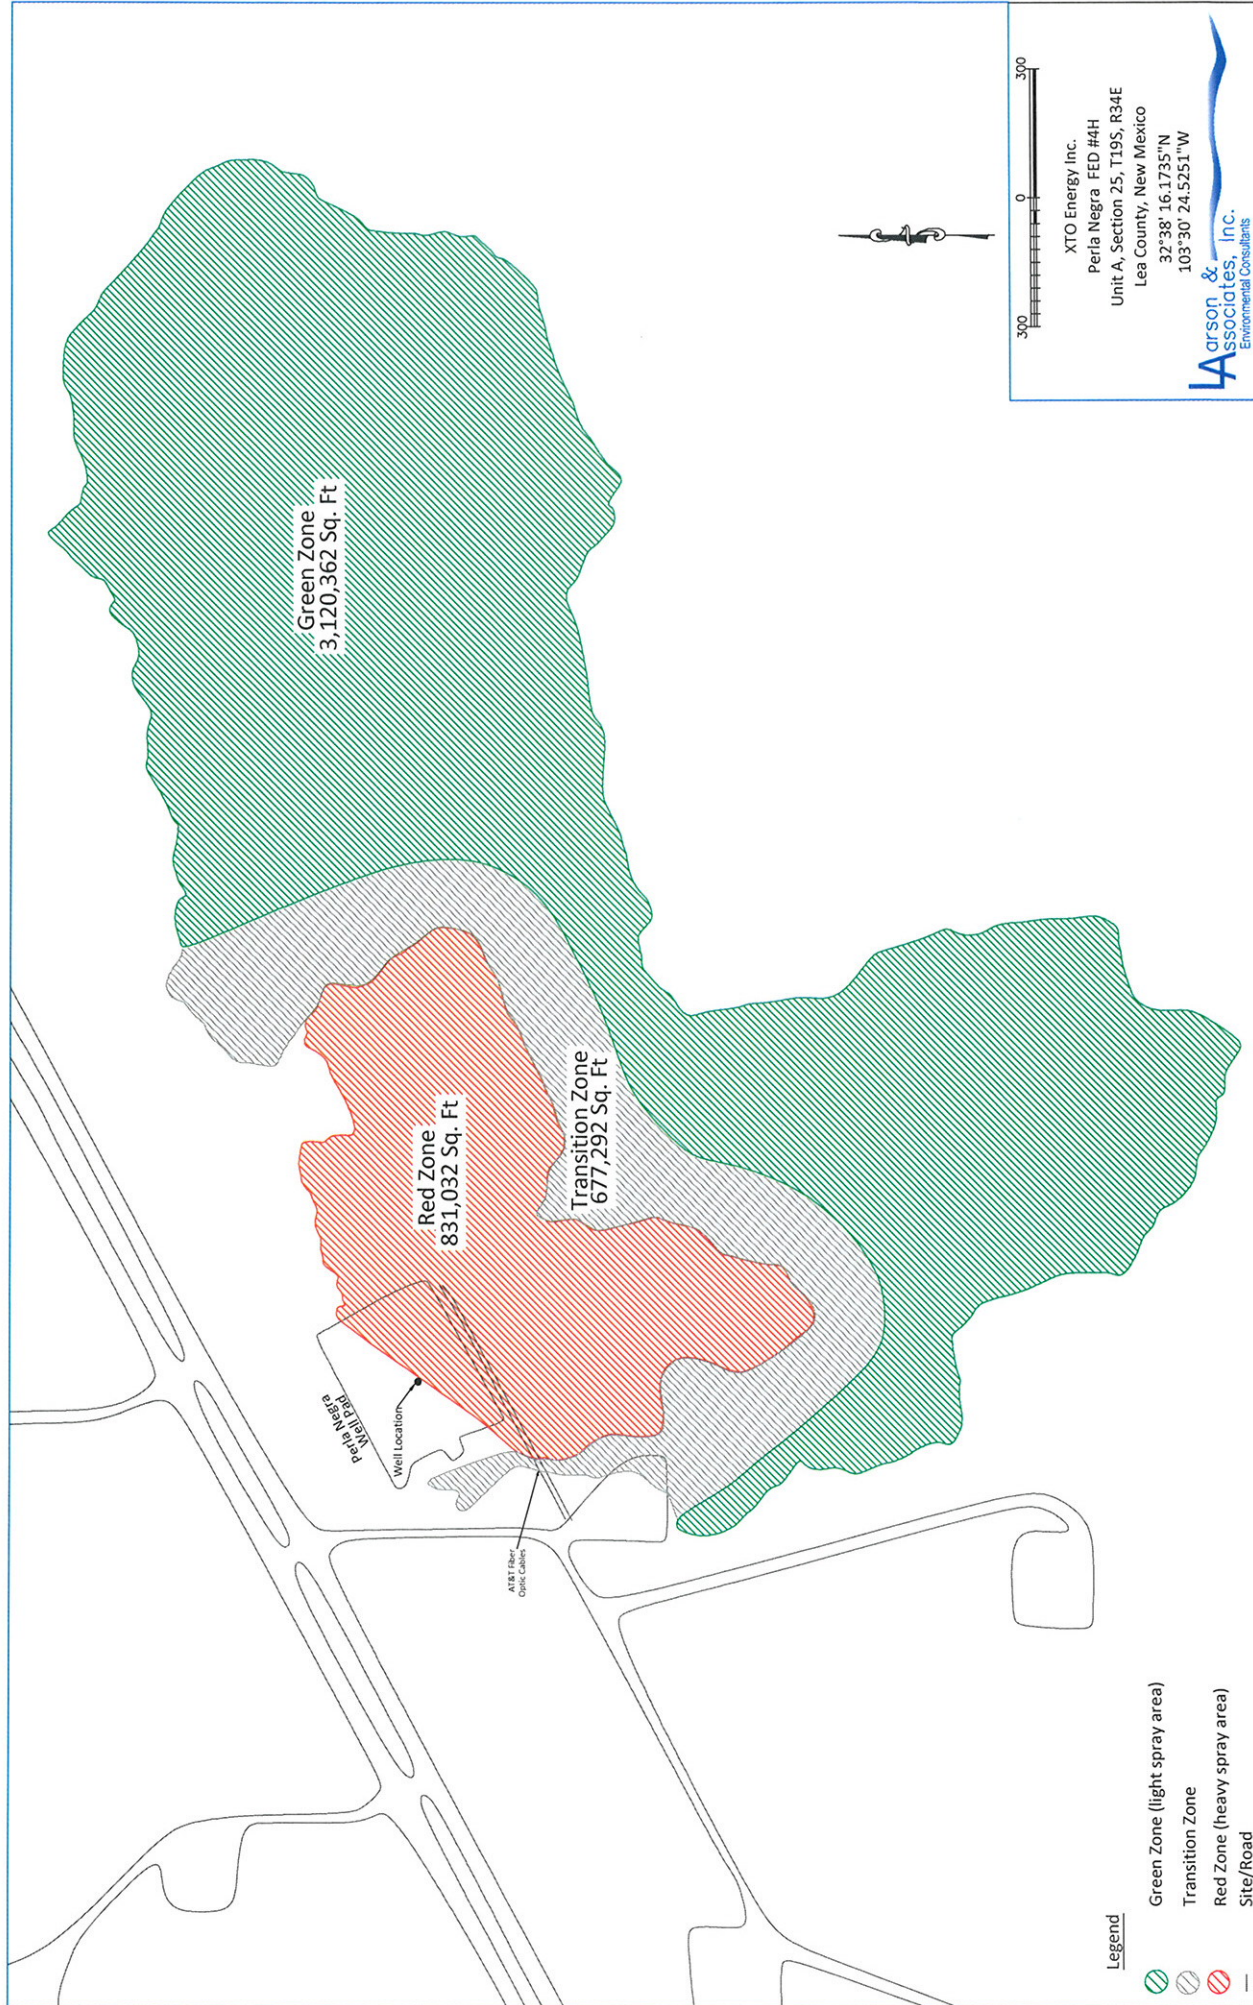 Green Zone
3,120,362 Sq. Ft
Red Zone
831,032 Sq. Ft
Transition Zone
677,292 Sq. Ft
Perla Negra
Well Pad
Well Location
AT&T Fiber
Optic Cables
Legend
Green Zone (light spray area)
Transition Zone
Red Zone (heavy spray area)
Site/Road
300 0 300
XTO Energy Inc.
Perla Negra FED #4H
Unit A, Section 25, T19S, R34E
Lea County, New Mexico
32°38' 16.1735"N
103°30' 24.5251"W
Larson &
Associates, Inc.
Environmental Consultants